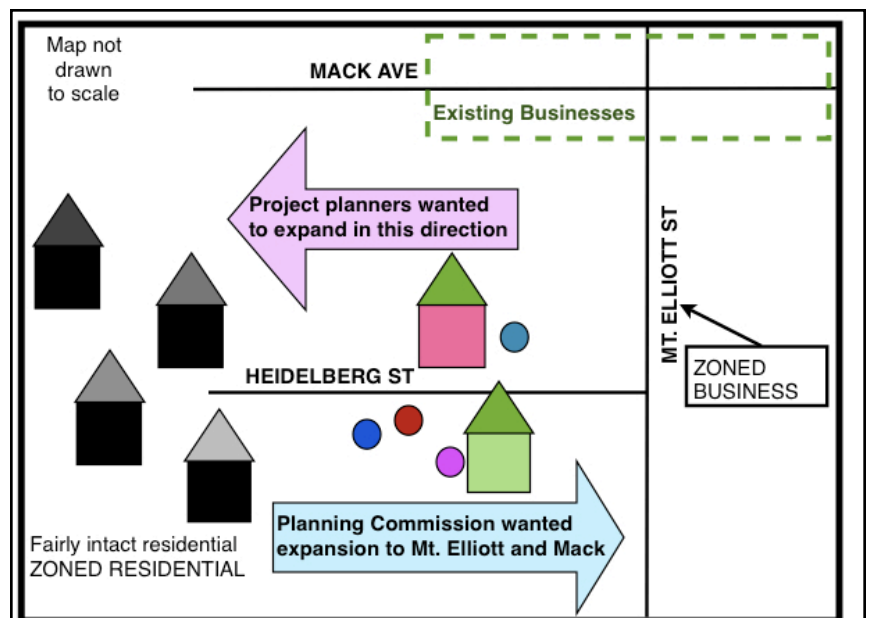 Map not
drawn
to scale
MACK AVE
Existing Businesses
Project planners wanted
to expand in this direction
MT. ELLIOTT ST
ZONED
BUSINESS
HEIDELBERG ST
Planning Commission wanted
expansion to Mt. Elliott and Mack
Fairly intact residential
ZONED RESIDENTIAL